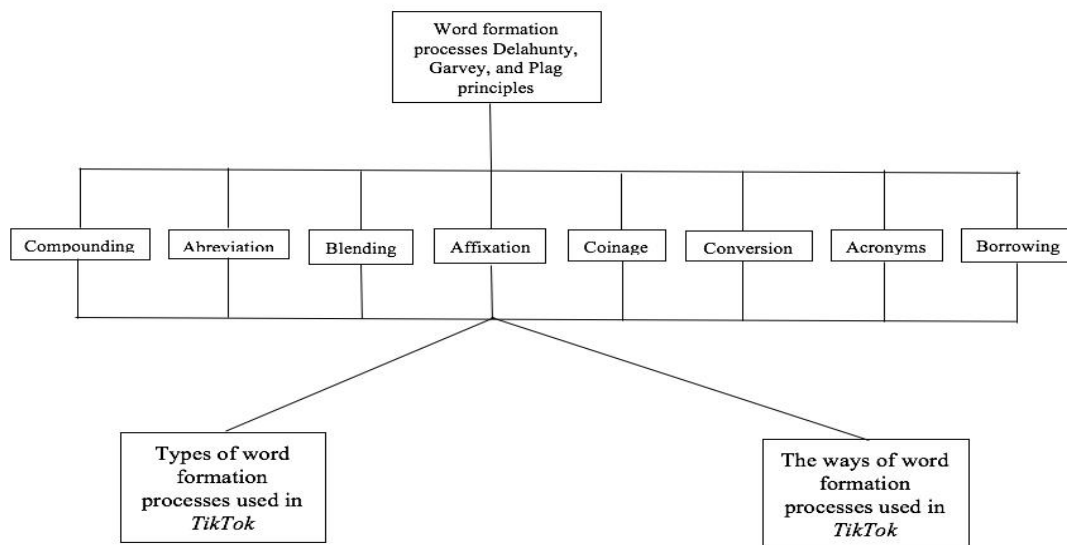 Word formation
processes Delahunty,
Garvey, and Plag
principles
Compounding
Abreviation
Blending
Affixation
Coinage
Conversion
Acronyms
Borrowing
Types of word
formation
processes used in
TikTok
The ways of word
formation
processes used in
TikTok